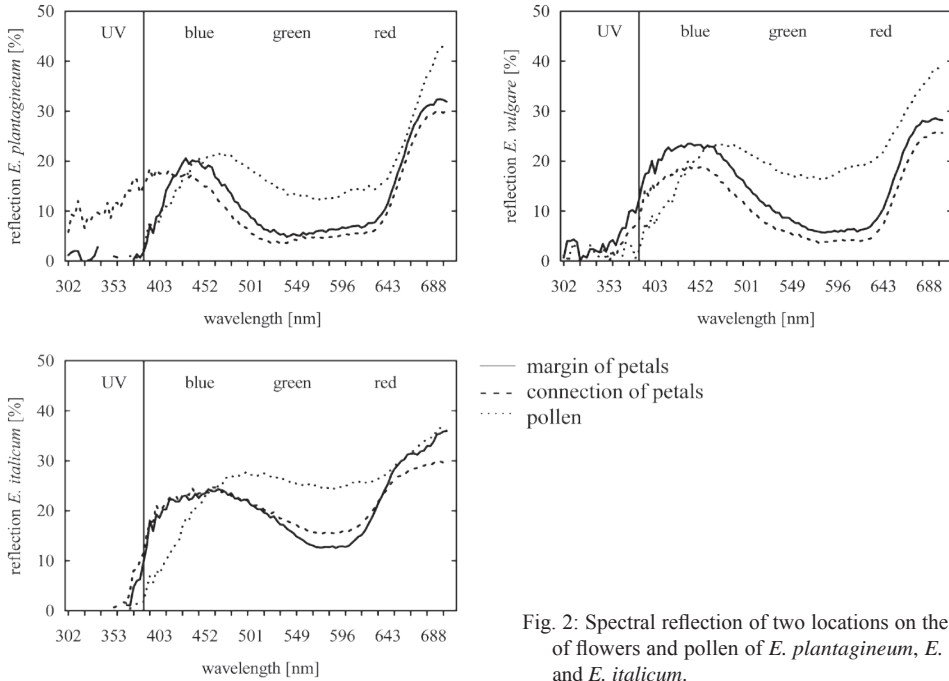 reflection E. plantagineum [%]
50
40
30
20
10
0
UV blue green red
302 353 403 452 501 549 596 643 688
wavelength [nm]
reflection E. vulgare [%]
50
40
30
20
10
0
UV blue green red
302 353 403 452 501 549 596 643 688
wavelength [nm]
reflection E. italicum [%]
50
40
30
20
10
0
UV blue green red
302 353 403 452 501 549 596 643 688
wavelength [nm]
margin of petals
connection of petals
pollen
Fig. 2: Spectral reflection of two locations on the
of flowers and pollen of E. plantagineum, E.
and E. italicum.